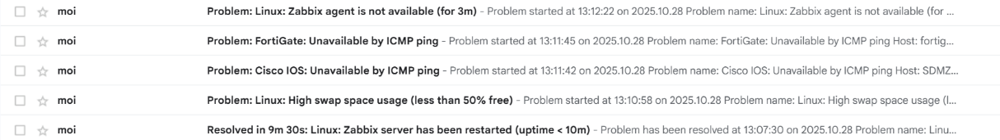 moi Problem: Linux: Zabbix agent is not available (for 3m) - Problem started at 13:12:22 on 2025.10.28 Problem name: Linux: Zabbix agent is not available (for ...
moi Problem: FortiGate: Unavailable by ICMP ping - Problem started at 13:11:45 on 2025.10.28 Problem name: FortiGate: Unavailable by ICMP ping Host: fortig...
moi Problem: Cisco IOS: Unavailable by ICMP ping - Problem started at 13:11:42 on 2025.10.28 Problem name: Cisco IOS: Unavailable by ICMP ping Host: SDMZ...
moi Problem: Linux: High swap space usage (less than 50% free) - Problem started at 13:10:58 on 2025.10.28 Problem name: Linux: High swap space usage (l...
moi Resolved in 9m 30s: Linux: Zabbix server has been restarted (uptime < 10m) - Problem has been resolved at 13:07:30 on 2025.10.28 Problem name: Linu...